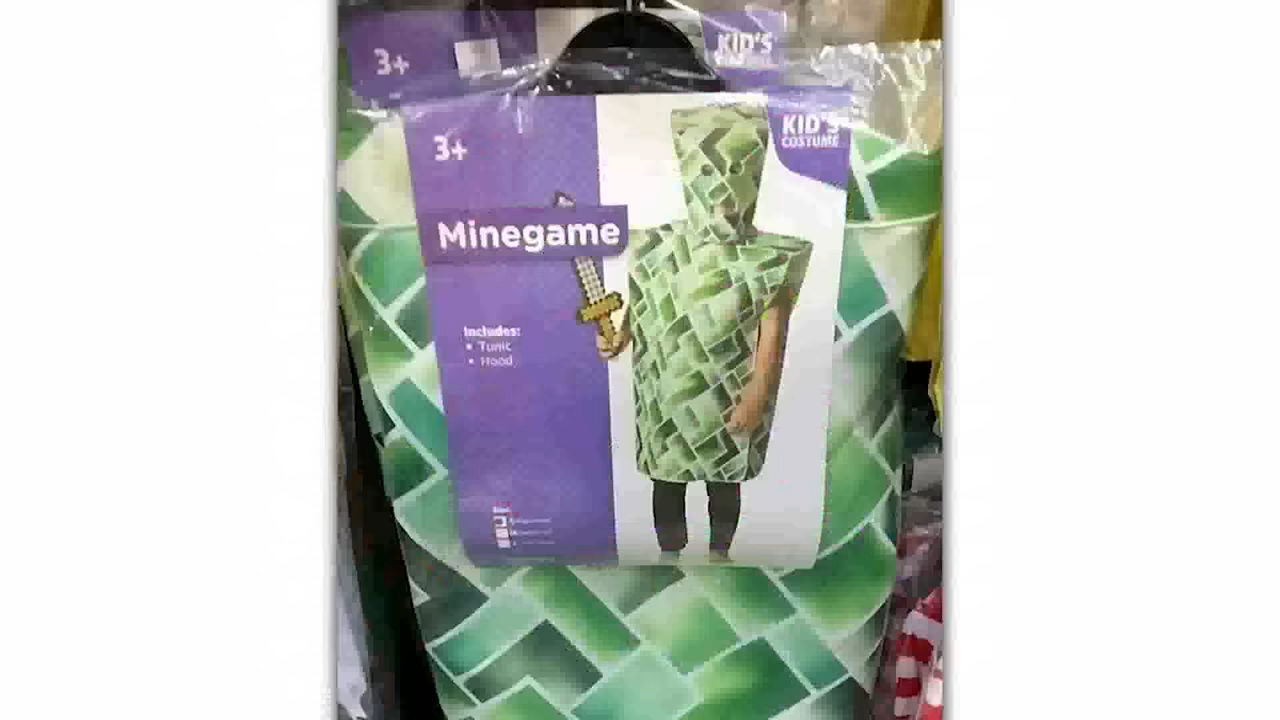 3+
KID'S
3+
KID'S
COSTUME
Minegame
Includes:
• Tunic
• Hood